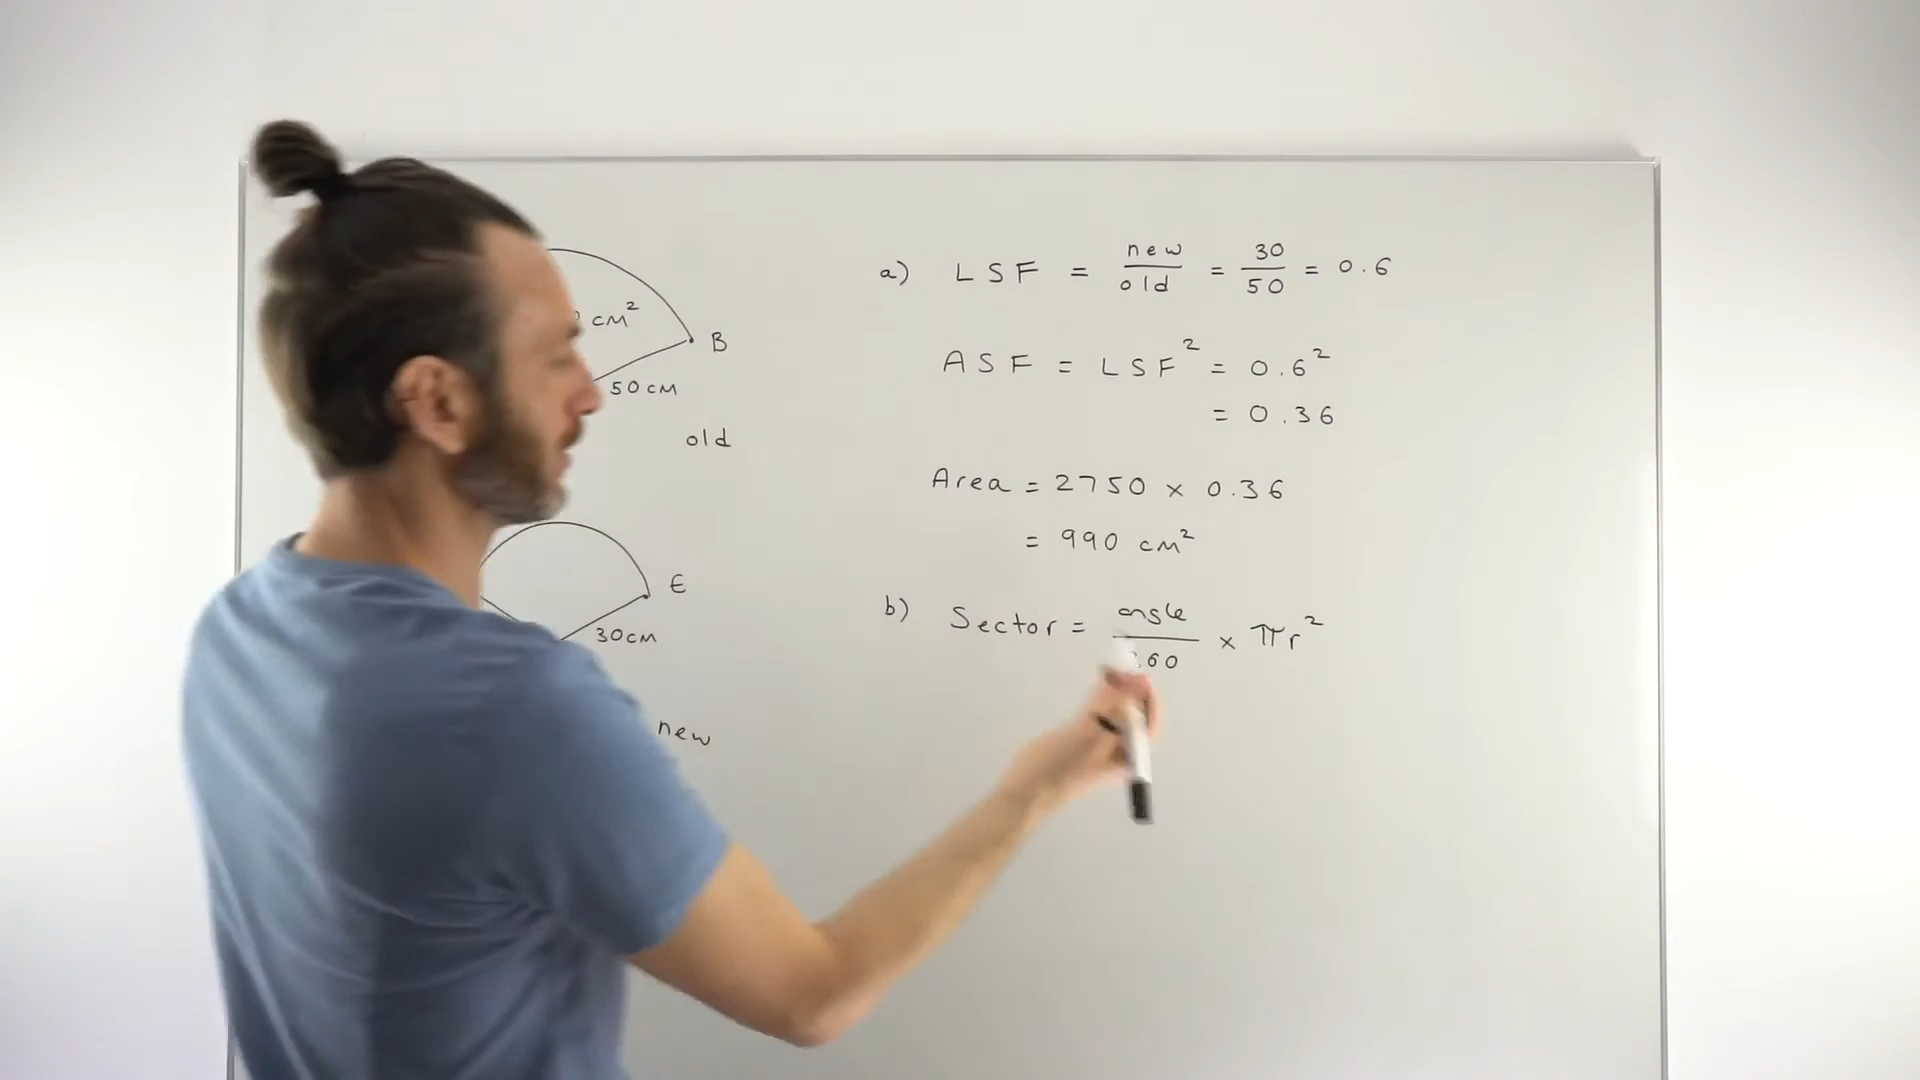 cm²
B
50cm
old
E
30cm
new
a) LSF = new/old = 30/50 = 0.6
ASF = LSF² = 0.6²
= 0.36
Area = 2750 × 0.36
= 990 cm²
b) Sector = angle/60 × πr²